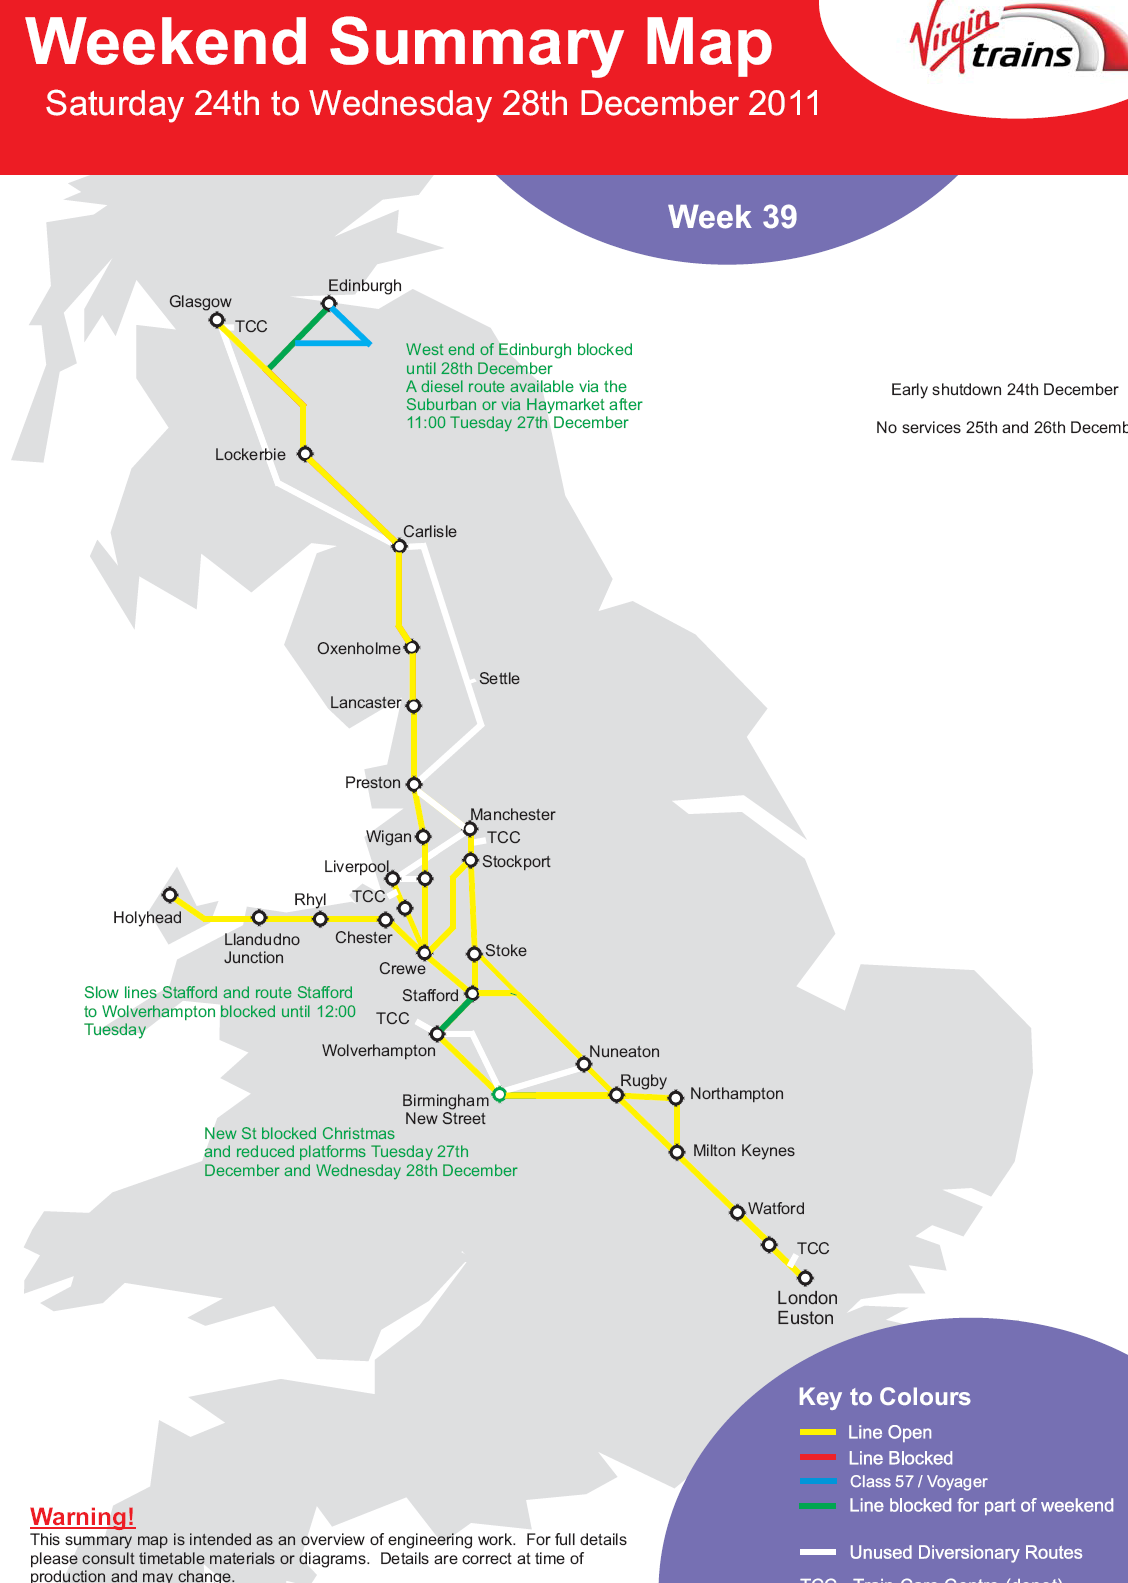 Weekend Summary Map
Virgin
trains
Saturday 24th to Wednesday 28th December 2011
Week 39
Edinburgh
Glasgow
TCC
West end of Edinburgh blocked
until 28th December
A diesel route available via the
Suburban or via Haymarket after
11:00 Tuesday 27th December
Early shutdown 24th December
No services 25th and 26th Decemb
Lockerbie
Carlisle
Oxenholme
Settle
Lancaster
Preston
Manchester
Wigan
TCC
Stockport
Liverpool
TCC
Rhyl
Holyhead
Chester
Llandudno
Junction
Stoke
Crewe
Stafford
Slow lines Stafford and route Stafford
to Wolverhampton blocked until 12:00
Tuesday
TCC
Wolverhampton
Nuneaton
Rugby
Northampton
Birmingham
New Street
New St blocked Christmas
and reduced platforms Tuesday 27th
December and Wednesday 28th December
Milton Keynes
Watford
TCC
London
Euston
Key to Colours
Line Open
Line Blocked
Class 57 / Voyager
Line blocked for part of weekend
Unused Diversionary Routes
TCC - Train Care Centre (depot)
Warning!
This summary map is intended as an overview of engineering work. For full details
please consult timetable materials or diagrams. Details are correct at time of
production and may change.